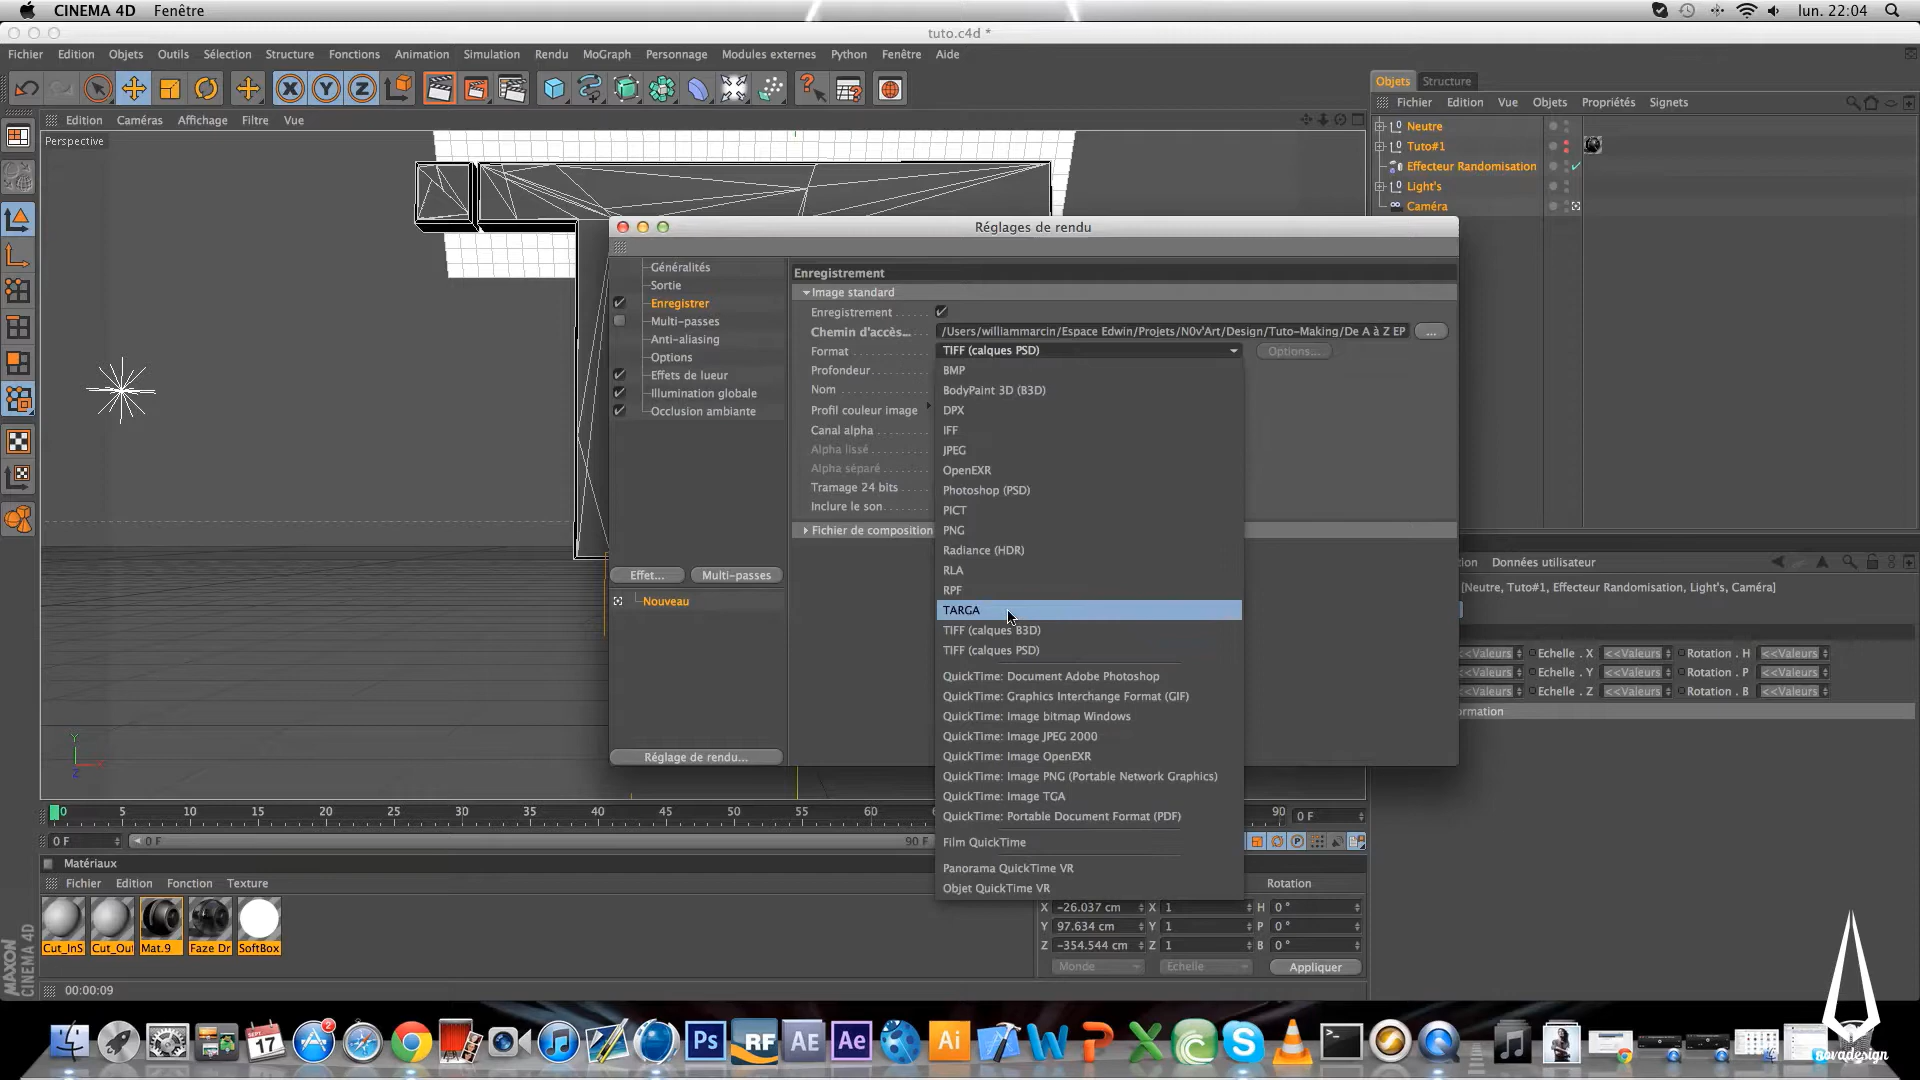 CINEMA 4D Fenêtre lun. 22:04
tuto.c4d *
Fichier Edition Objets Outils Sélection Structure Fonctions Animation Simulation Rendu MoGraph Personnage Modules externes Python Fenêtre Aide
Objets Structure
Fichier Edition Vue Objets Propriétés Signets
Edition Caméras Affichage Filtre Vue
Perspective
Neutre
Tuto#1
Effecteur Randomisation
Light's
Caméra
Réglages de rendu
Généralités
Sortie
Enregistrer
Multi-passes
Anti-aliasing
Options
Effets de lueur
Illumination globale
Occlusion ambiante
Effet... Multi-passes
Nouveau
Réglage de rendu...
Enregistrement
Image standard
Enregistrement
Chemin d'accès... /Users/williammarcin/Espace Edwin/Projets/N0v'Art/Design/Tuto-Making/De A à Z EP ...
Format TIFF (calques PSD) Options...
Profondeur
Nom
Profil couleur image
Canal alpha
Alpha lissé
Alpha séparé
Tramage 24 bits
Inclure le son
Fichier de composition
BMP
BodyPaint 3D (B3D)
DPX
IFF
JPEG
OpenEXR
Photoshop (PSD)
PICT
PNG
Radiance (HDR)
RLA
RPF
TARGA
TIFF (calques B3D)
TIFF (calques PSD)
QuickTime: Document Adobe Photoshop
QuickTime: Graphics Interchange Format (GIF)
QuickTime: Image bitmap Windows
QuickTime: Image JPEG 2000
QuickTime: Image OpenEXR
QuickTime: Image PNG (Portable Network Graphics)
QuickTime: Image TGA
QuickTime: Portable Document Format (PDF)
Film QuickTime
Panorama QuickTime VR
Objet QuickTime VR
tion Données utilisateur
[Neutre, Tuto#1, Effecteur Randomisation, Light's, Caméra]
<<Valeurs Echelle . X <<Valeurs Rotation . H <<Valeurs
<<Valeurs Echelle . Y <<Valeurs Rotation . P <<Valeurs
<<Valeurs Echelle . Z <<Valeurs Rotation . B <<Valeurs
ormation
Y
Z
0 5 10 15 20 25 30 35 40 45 50 55 60 90 0 F
0 F 0 F 90 F
Matériaux
Fichier Edition Fonction Texture
Cut_InS Cut_Ou Mat.9 Faze Dr SoftBox
Rotation
X -26.037 cm X 1 H 0 °
Y 97.634 cm Y 1 P 0 °
Z -354.544 cm Z 1 B 0 °
Monde Echelle Appliquer
MAXON
CINEMA 4D
00:00:09
SEPT. 17 2 Ps RF AE Ae Ai W P X S
Bovadesign